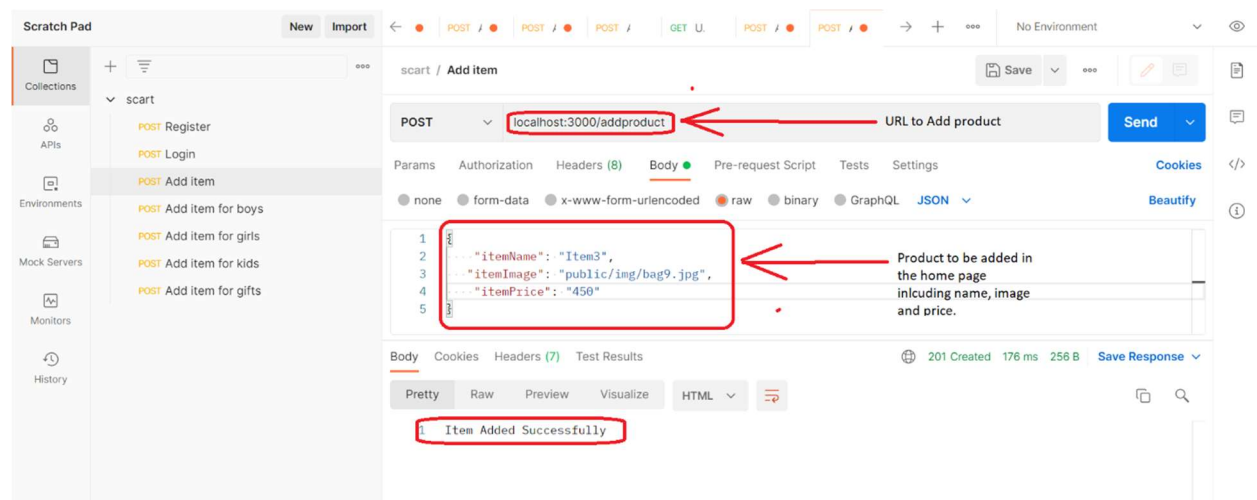 Scratch Pad
New
Import
POST
POST
POST
GET U.
POST
POST
No Environment
Collections
APIs
Environments
Mock Servers
Monitors
History
scart
POST Register
POST Login
POST Add item
POST Add item for boys
POST Add item for girls
POST Add item for kids
POST Add item for gifts
scart / Add item
Save
POST
localhost:3000/addproduct
URL to Add product
Send
Params Authorization Headers (8) Body Pre-request Script Tests Settings
Cookies
none form-data x-www-form-urlencoded raw binary GraphQL JSON
Beautify
1 {
2 "itemName": "Item3",
3 "itemImage": "public/img/bag9.jpg",
4 "itemPrice": "450"
5 }
Product to be added in
the home page
inlcuding name, image
and price.
Body Cookies Headers (7) Test Results
201 Created 176 ms 256 B Save Response
Pretty Raw Preview Visualize HTML
1 Item Added Successfully